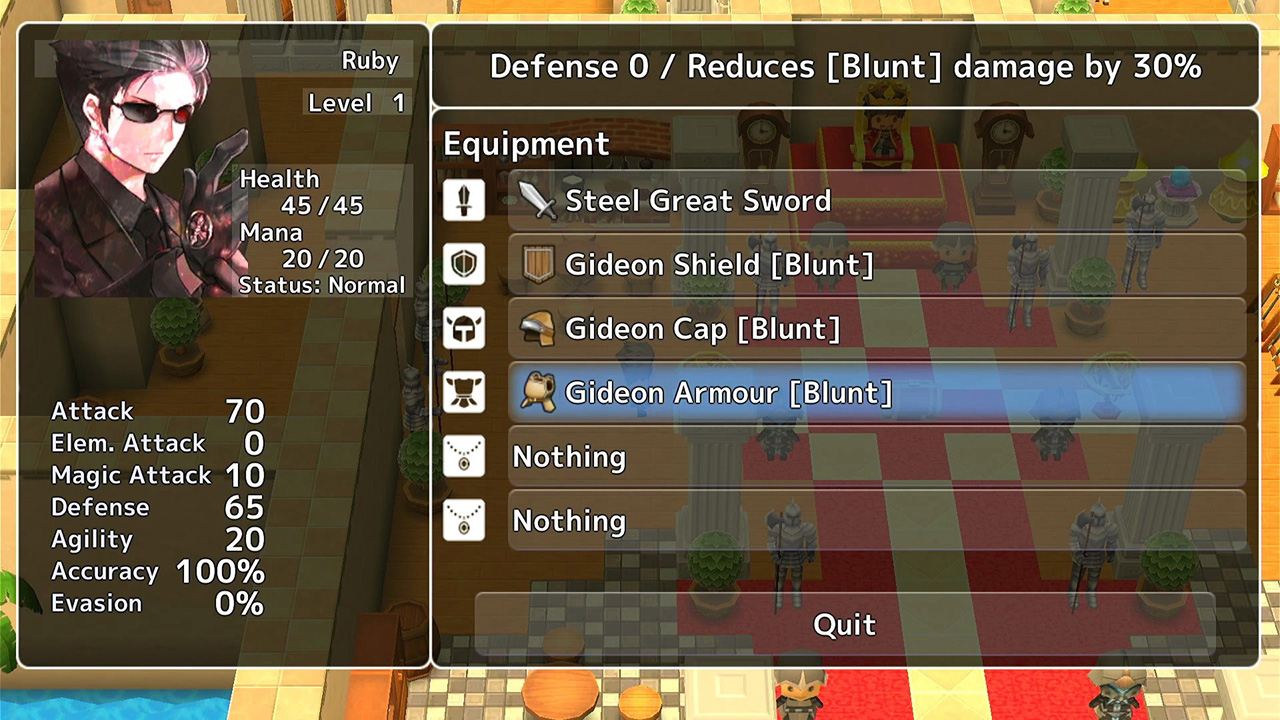 Ruby
Level 1
Health
45 / 45
Mana
20 / 20
Status: Normal
Attack 70
Elem. Attack 0
Magic Attack 10
Defense 65
Agility 20
Accuracy 100%
Evasion 0%
Defense 0 / Reduces [Blunt] damage by 30%
Equipment
Steel Great Sword
Gideon Shield [Blunt]
Gideon Cap [Blunt]
Gideon Armour [Blunt]
Nothing
Nothing
Quit